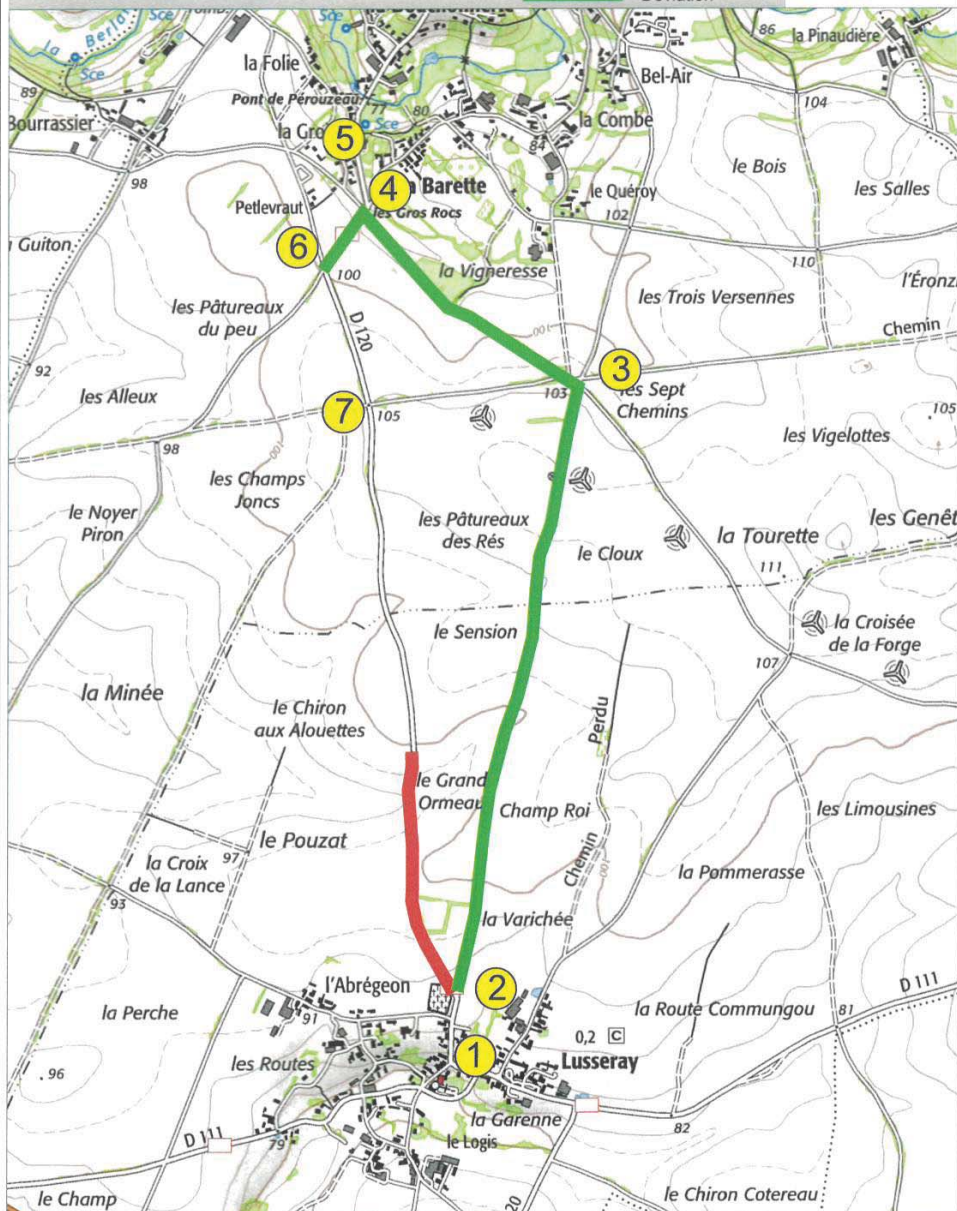 86
la Pinaudière
la Folie
Sce
Bel-Air
89
Pont de Pérouzeau
77
80
104
Bourrassier
la Gro
5
Sce
la Combe
84
98
le Bois
4
Barette
le Quéroy
les Salles
Petlevraut
les Gros Rocs
102
Guiton
6
100
la Vigneresse
110
l'Éronz
les Pâtureaux
du peu
D 120
les Trois Versennes
001
001
Chemin
92
3
103
les Sept
Chemins
les Alleux
7
105
105
98
les Vigelottes
les Champs
Joncs
le Noyer
Piron
les Pâtureaux
des Rés
le Cloux
la Tourette
les Genêt
111
le Sension
la Croisée
de la Forge
107
la Minée
le Chiron
aux Alouettes
Perdu
le Grand
Ormeau
Champ Roi
les Limousines
le Pouzat
Chemin
001
la Croix
de la Lance
97
la Pommerasse
93
la Varichée
l'Abrégeon
2
D 111
la Perche
91
la Route Commungou
81
0,2 C
1
Lusseray
les Routes
96
la Garenne
82
D 111
79
le Logis
le Champ
20
le Chiron Cotereau